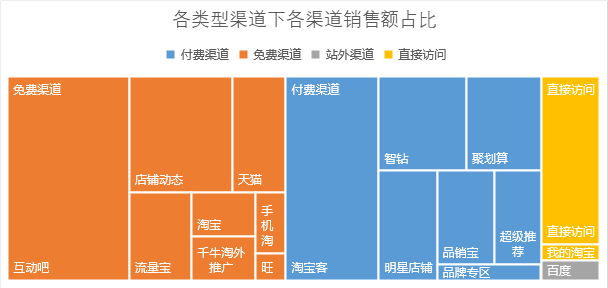 各类型渠道下各渠道销售额占比
付费渠道 免费渠道 站外渠道 直接访问
免费渠道
互动吧
店铺动态
天猫
流量宝
淘宝
千牛淘外
推广
手
机
淘
旺
付费渠道
淘宝客
智钻
聚划算
明星店铺
品销宝
超级推
荐
品牌专区
直接访问
直接访问
我的淘宝
百度